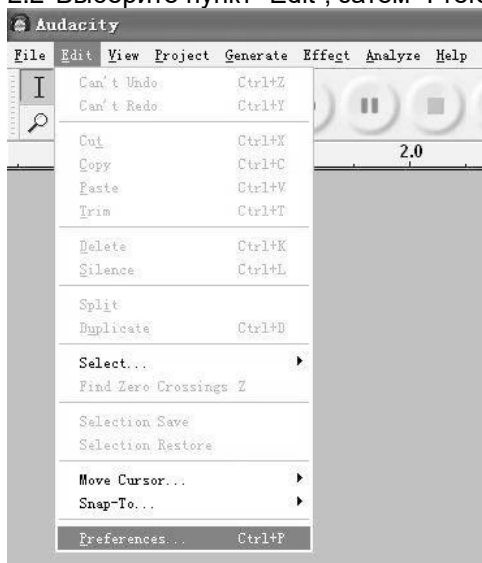 2.2 Выберите пункт "Edit", затем
Audacity
File Edit View Project Generate Effect Analyze Help
Can't Undo Ctrl+Z
Can't Redo Ctrl+Y
Cut Ctrl+X
Copy Ctrl+C
Paste Ctrl+V
Trim Ctrl+T
Delete Ctrl+K
Silence Ctrl+L
Split
Duplicate Ctrl+D
Select...
Find Zero Crossings Z
Selection Save
Selection Restore
Move Cursor...
Snap-To...
Preferences... Ctrl+P
2.0